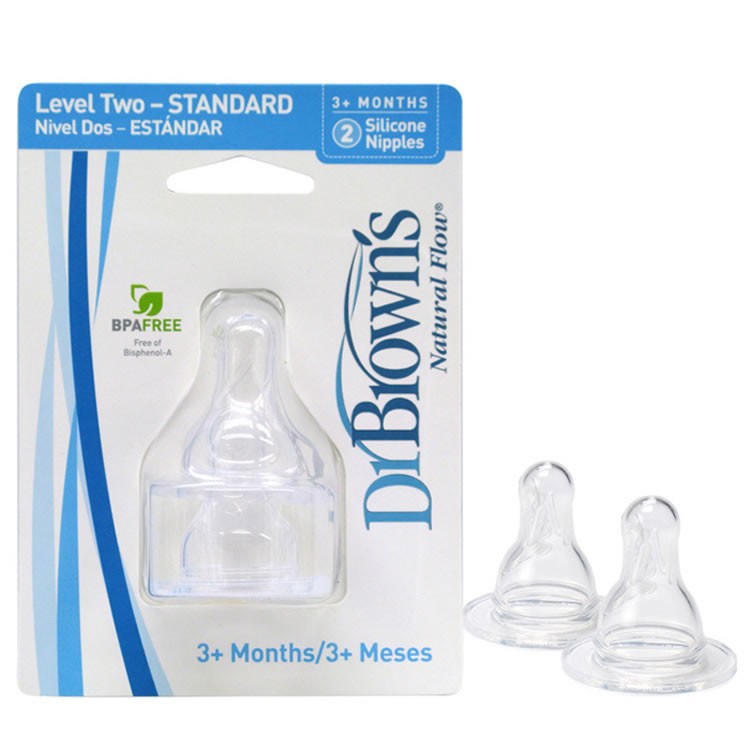 Level Two – STANDARD
Nivel Dos – ESTÁNDAR
3+ MONTHS
2 Silicone
Nipples
BPAFREE
Free of
Bisphenol-A
Dr Brown's
Natural Flow®
3+ Months/3+ Meses